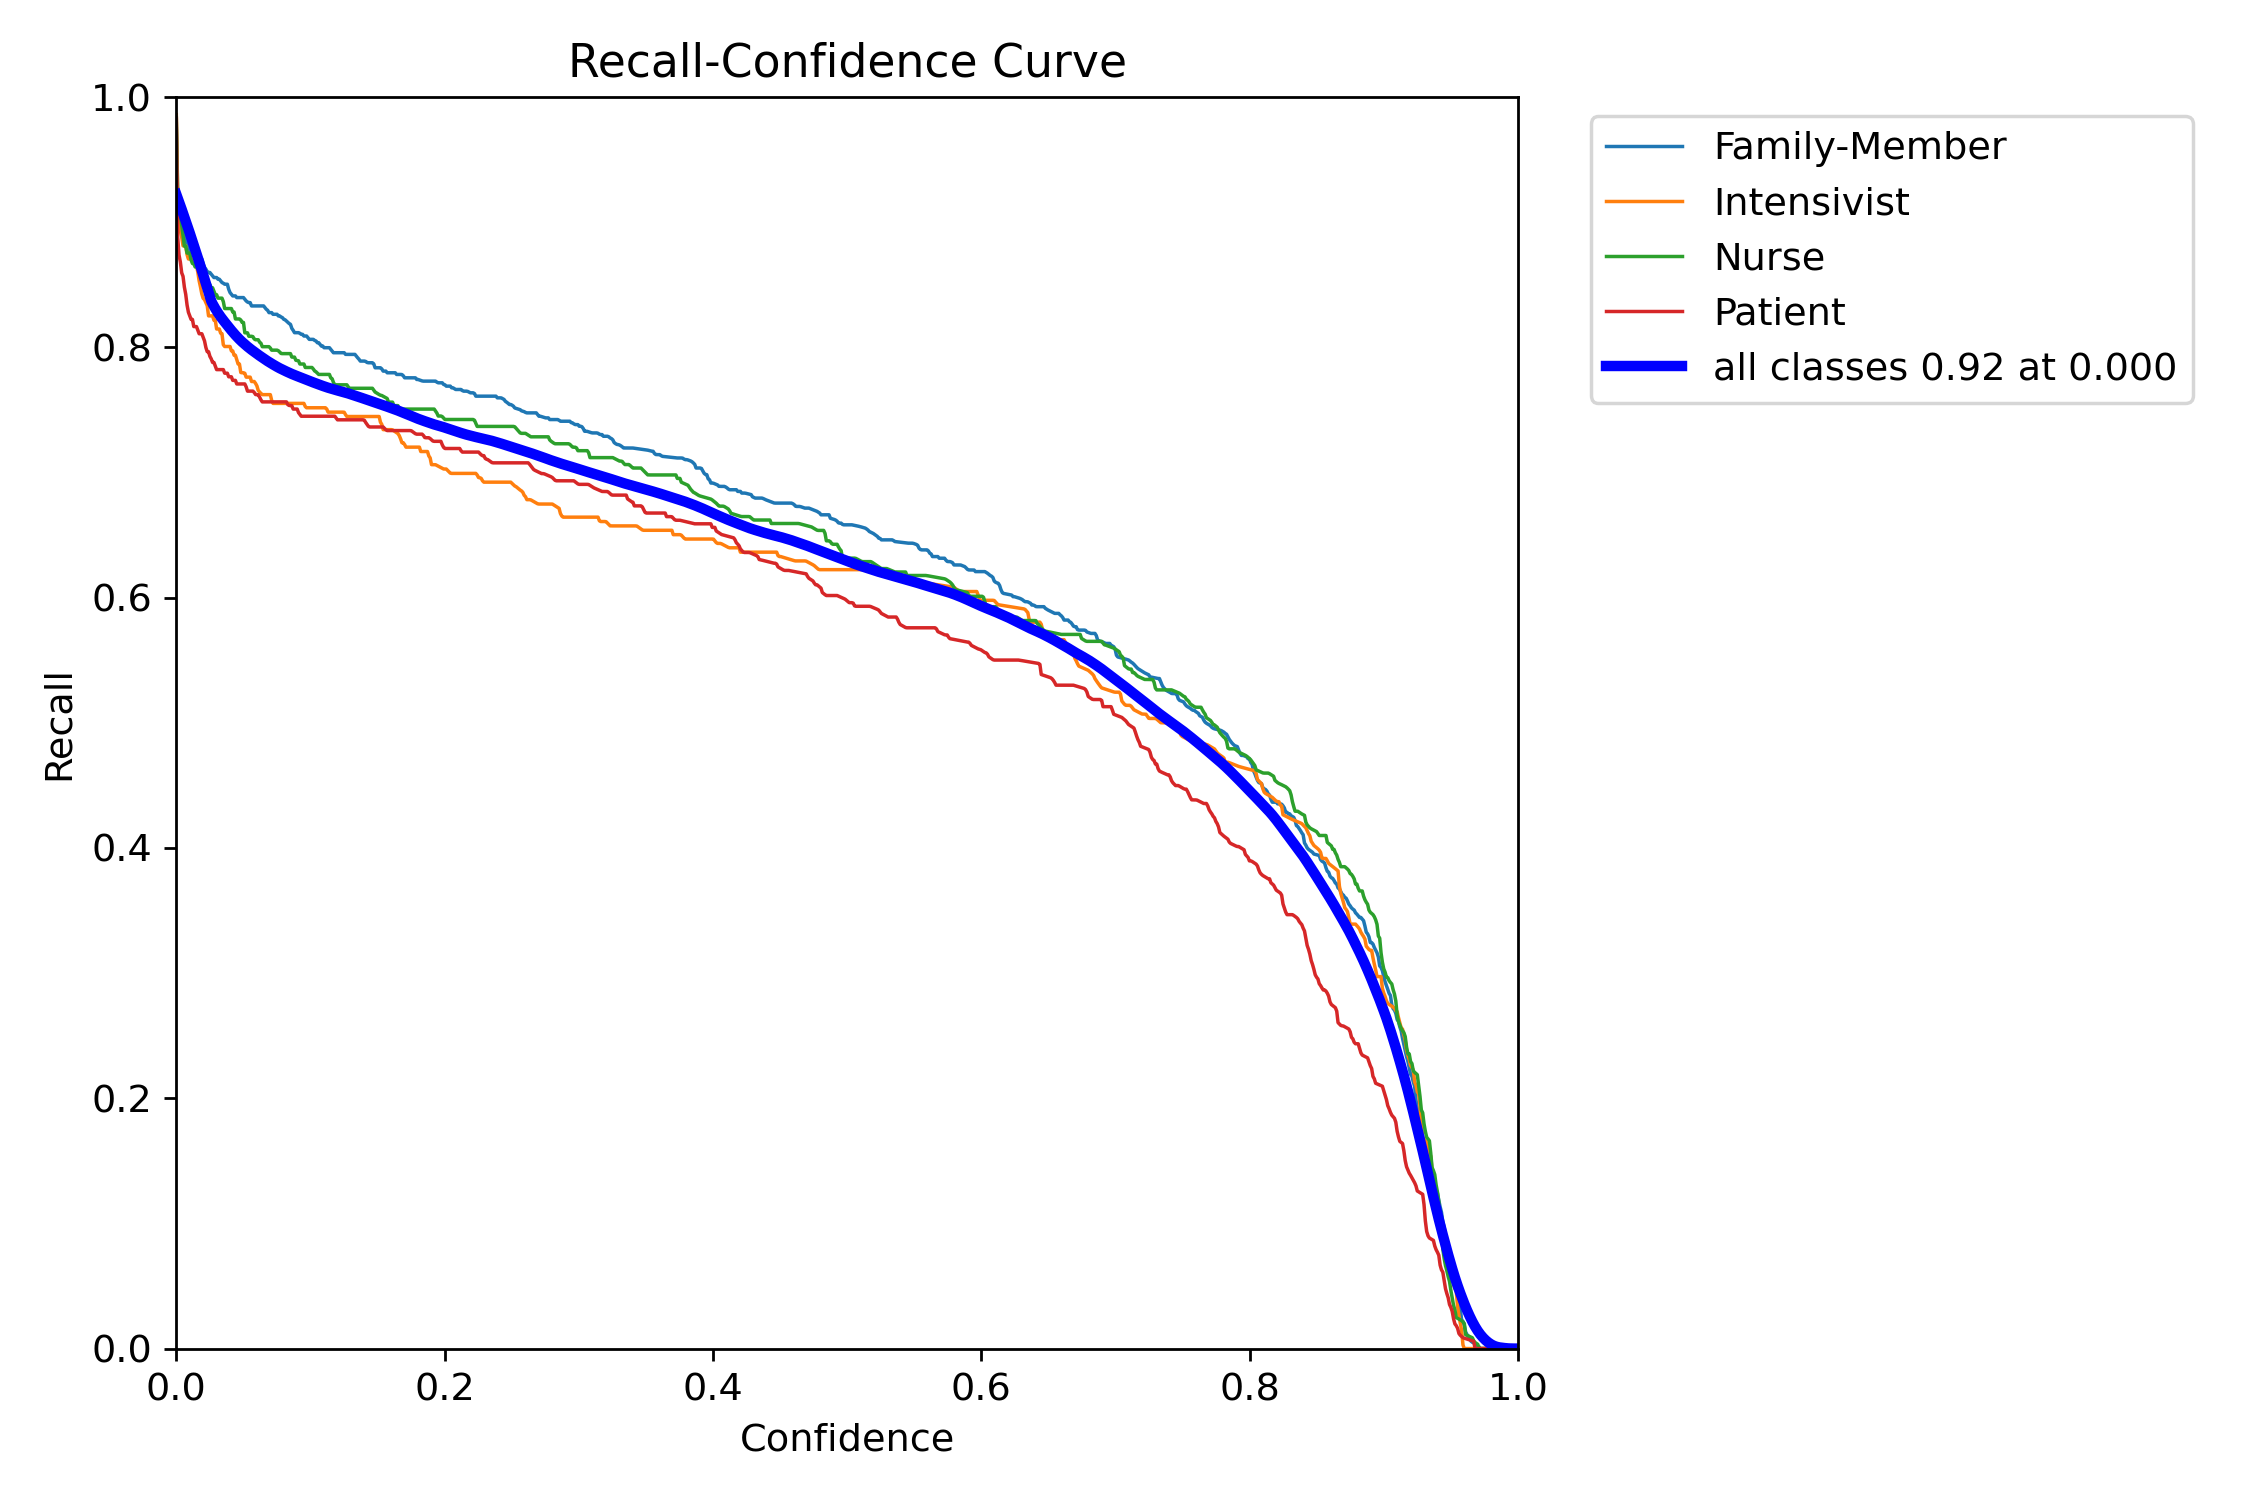 Recall-Confidence Curve
1.0
0.8
0.6
0.4
0.2
0.0
Recall
0.0 0.2 0.4 0.6 0.8 1.0
Confidence
Family-Member
Intensivist
Nurse
Patient
all classes 0.92 at 0.000